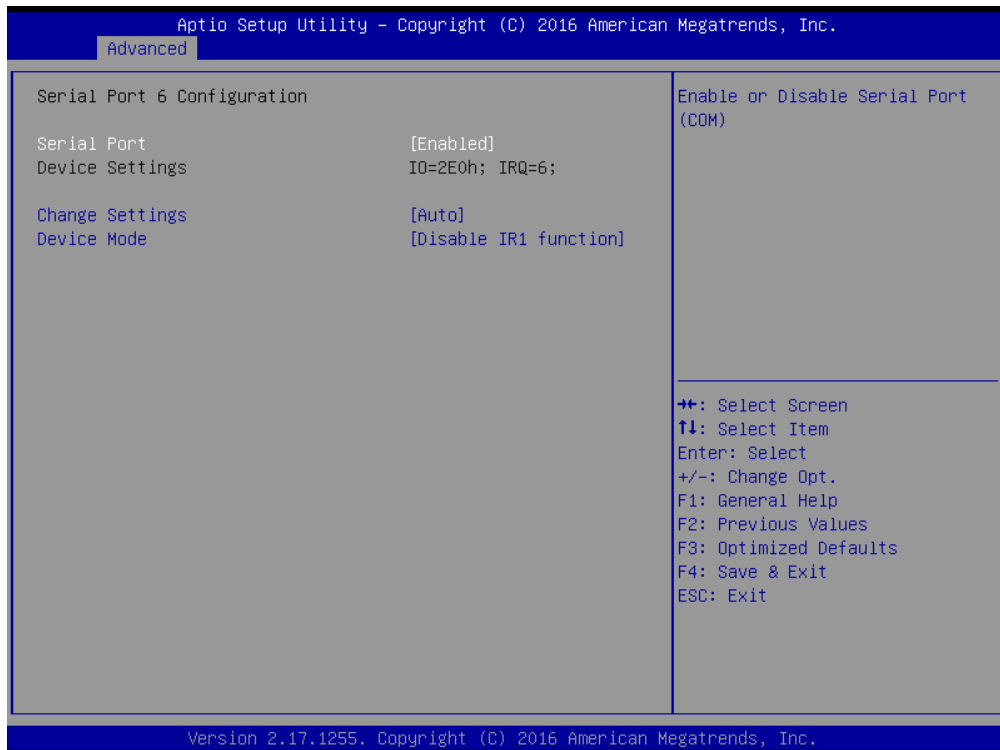 Aptio Setup Utility – Copyright (C) 2016 American Megatrends, Inc.
Advanced
Serial Port 6 Configuration
Serial Port [Enabled]
Device Settings IO=2E0h; IRQ=6;
Change Settings [Auto]
Device Mode [Disable IR1 function]
Enable or Disable Serial Port
(COM)
→←: Select Screen
↑↓: Select Item
Enter: Select
+/-: Change Opt.
F1: General Help
F2: Previous Values
F3: Optimized Defaults
F4: Save & Exit
ESC: Exit
Version 2.17.1255. Copyright (C) 2016 American Megatrends, Inc.